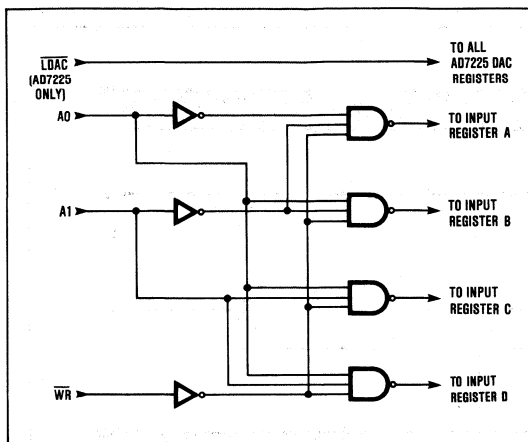 LDAC
(AD7225
ONLY)
TO ALL
AD7225 DAC
REGISTERS
A0
TO INPUT
REGISTER A
A1
TO INPUT
REGISTER B
TO INPUT
REGISTER C
WR
TO INPUT
REGISTER D